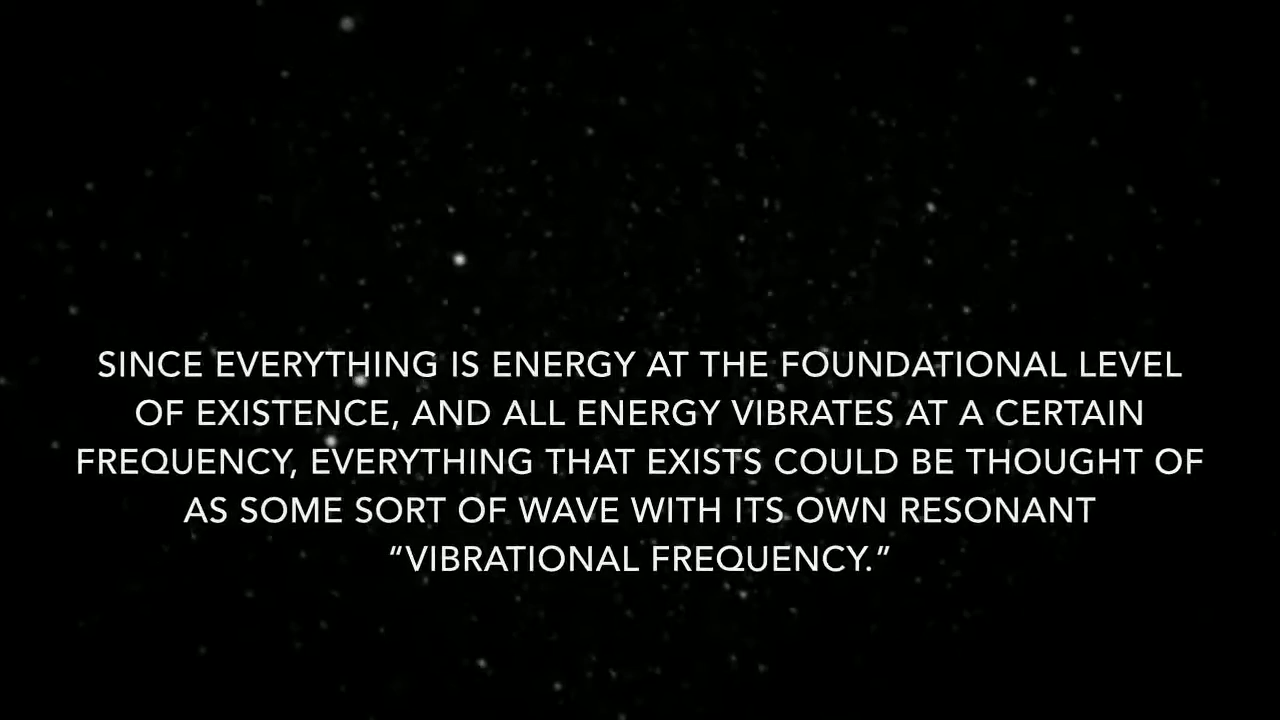 SINCE EVERYTHING IS ENERGY AT THE FOUNDATIONAL LEVEL
OF EXISTENCE, AND ALL ENERGY VIBRATES AT A CERTAIN
FREQUENCY, EVERYTHING THAT EXISTS COULD BE THOUGHT OF
AS SOME SORT OF WAVE WITH ITS OWN RESONANT
“VIBRATIONAL FREQUENCY.”